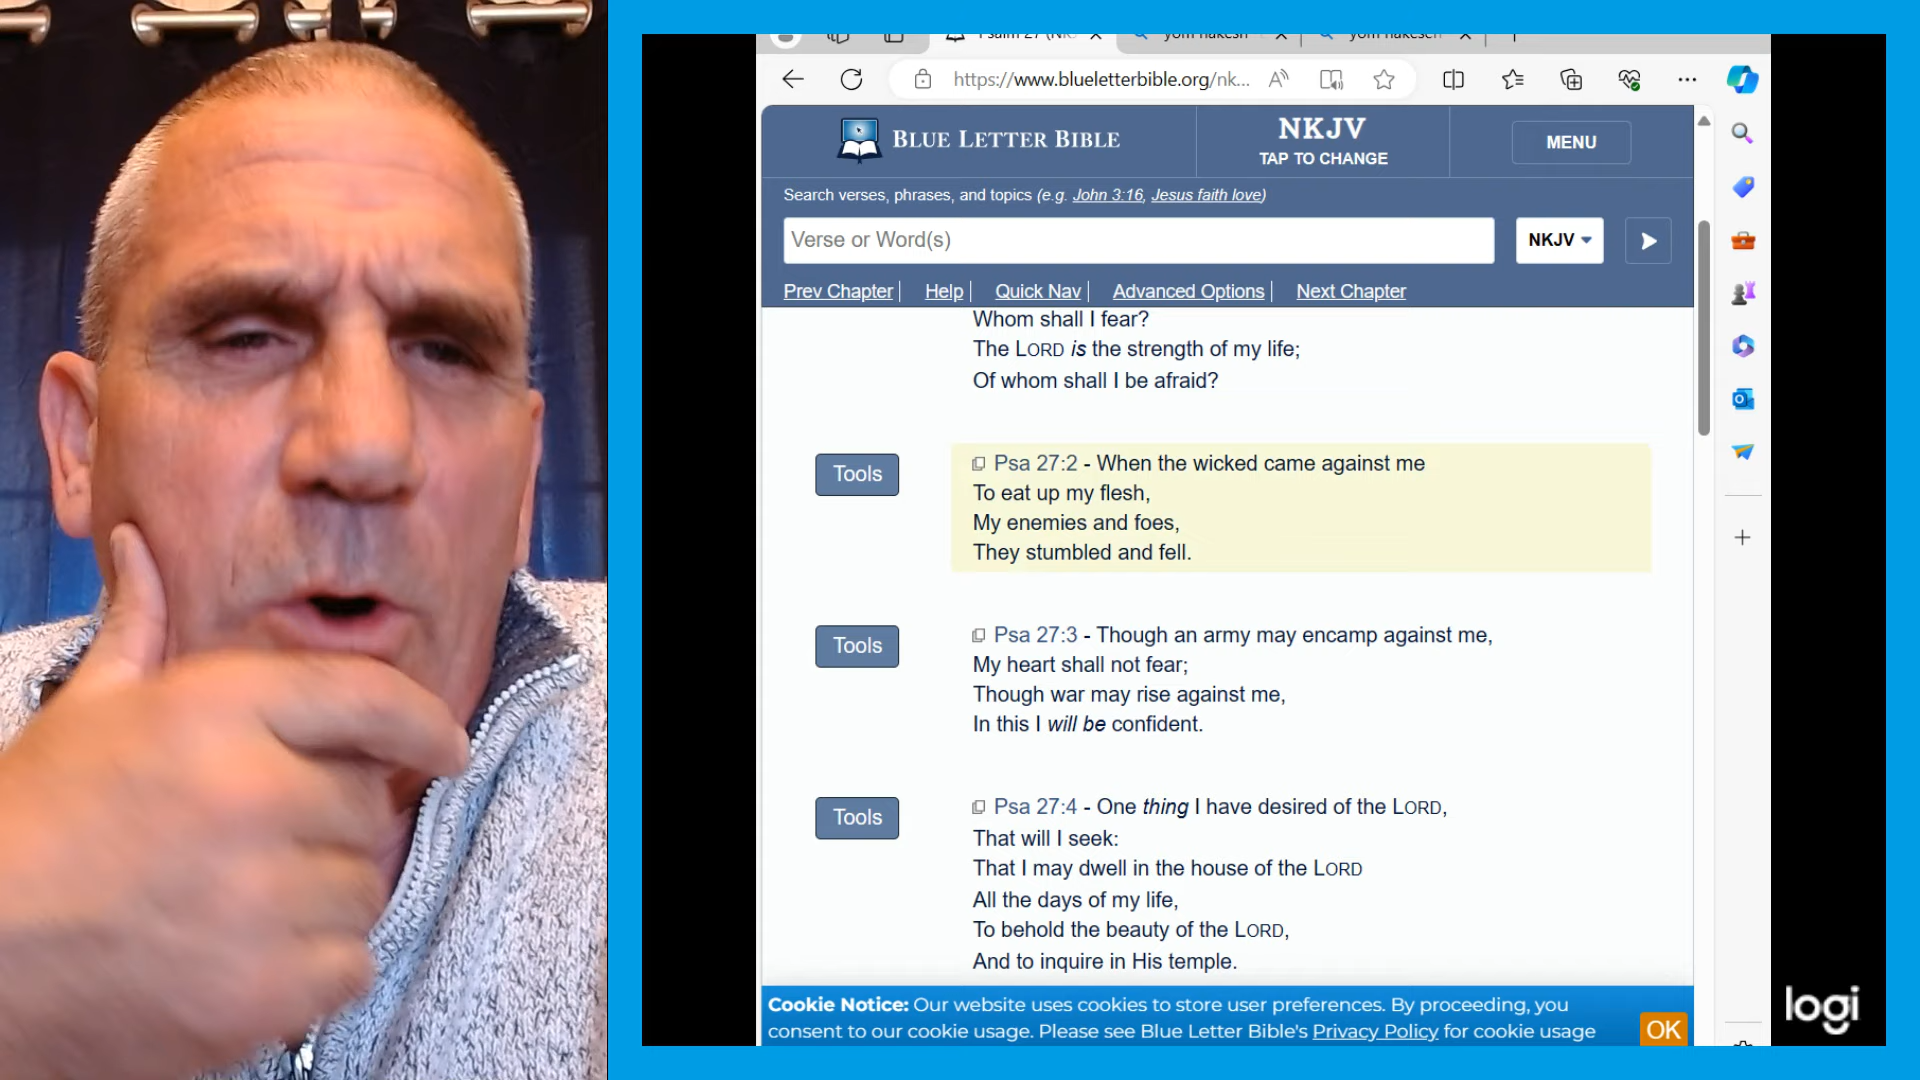 Psalm 27 (NK
yom hakesh
yom hakeseh
https://www.blueletterbible.org/nk...
BLUE LETTER BIBLE
NKJV
TAP TO CHANGE
MENU
Search verses, phrases, and topics (e.g. John 3:16, Jesus faith love)
Verse or Word(s)
NKJV
Prev Chapter
Help
Quick Nav
Advanced Options
Next Chapter
Whom shall I fear?
The LORD is the strength of my life;
Of whom shall I be afraid?
Tools
Psa 27:2 - When the wicked came against me
To eat up my flesh,
My enemies and foes,
They stumbled and fell.
Tools
Psa 27:3 - Though an army may encamp against me,
My heart shall not fear;
Though war may rise against me,
In this I will be confident.
Tools
Psa 27:4 - One thing I have desired of the LORD,
That will I seek:
That I may dwell in the house of the LORD
All the days of my life,
To behold the beauty of the LORD,
And to inquire in His temple.
Cookie Notice: Our website uses cookies to store user preferences. By proceeding, you
consent to our cookie usage. Please see Blue Letter Bible's Privacy Policy for cookie usage
OK
logi